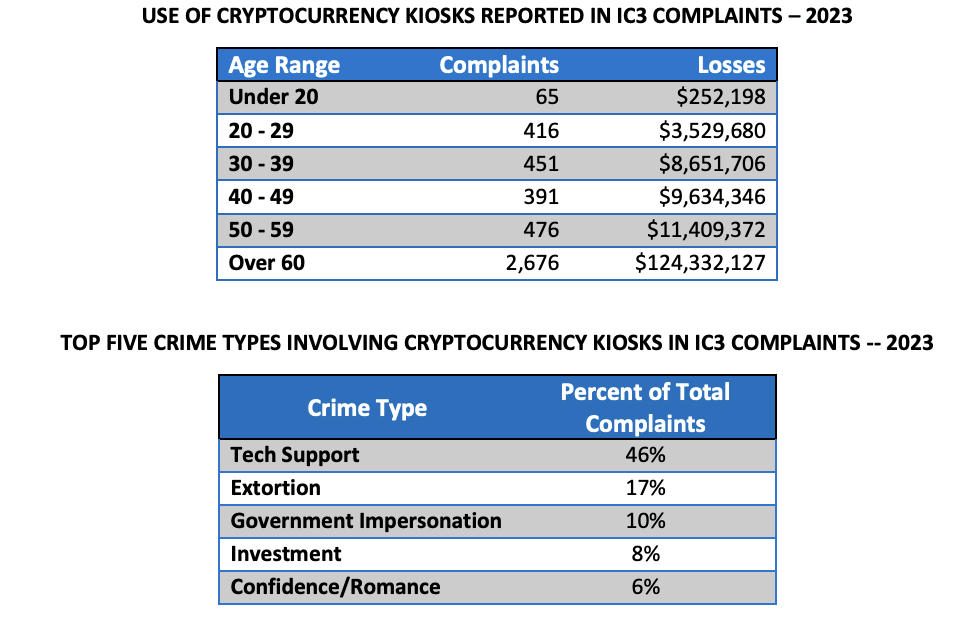 USE OF CRYPTOCURRENCY KIOSKS REPORTED IN IC3 COMPLAINTS – 2023
Age Range Complaints Losses
Under 20 65 $252,198
20 - 29 416 $3,529,680
30 - 39 451 $8,651,706
40 - 49 391 $9,634,346
50 - 59 476 $11,409,372
Over 60 2,676 $124,332,127
TOP FIVE CRIME TYPES INVOLVING CRYPTOCURRENCY KIOSKS IN IC3 COMPLAINTS -- 2023
Crime Type Percent of Total
Complaints
Tech Support 46%
Extortion 17%
Government Impersonation 10%
Investment 8%
Confidence/Romance 6%